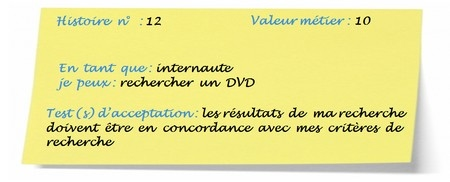 Histoire n° : 12 Valeur métier : 10
En tant que : internaute
je peux : rechercher un DVD
Test(s) d'acceptation : les résultats de ma recherche
doivent être en concordance avec mes critères de
recherche